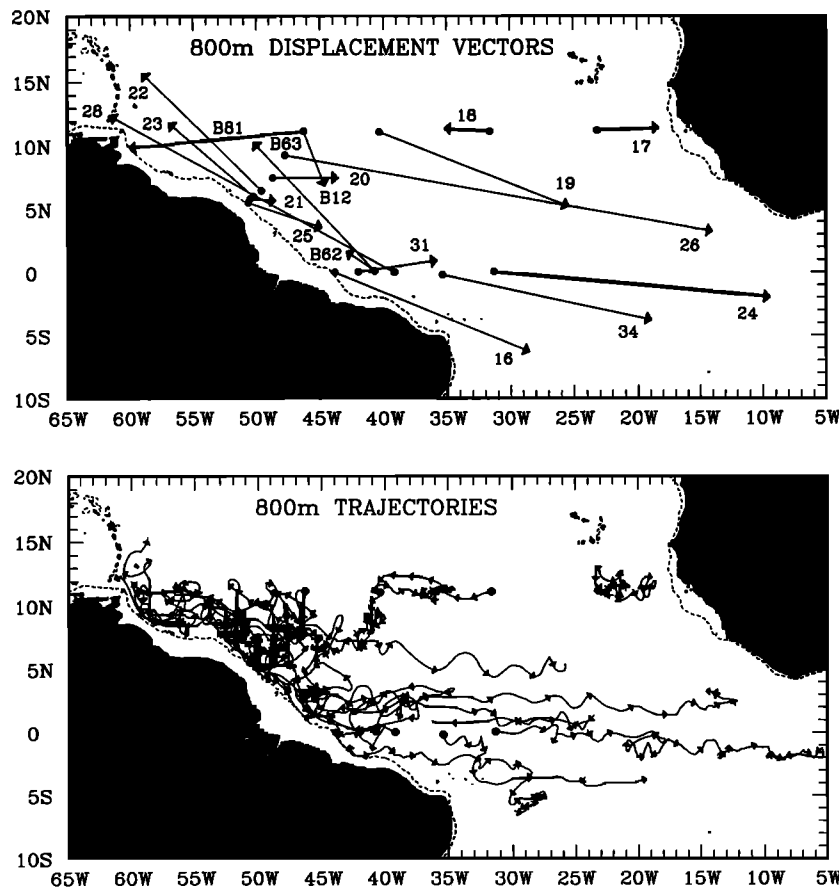 20N
800m DISPLACEMENT VECTORS
15N
22
28
23
B81
18
10N
B63
17
20
B12
19
5N
21
25
26
B62
31
0
24
34
5S
16
10S
65W 60W 55W 50W 45W 40W 35W 30W 25W 20W 15W 10W 5W
20N
800m TRAJECTORIES
15N
10N
5N
0
5S
10S
65W 60W 55W 50W 45W 40W 35W 30W 25W 20W 15W 10W 5W